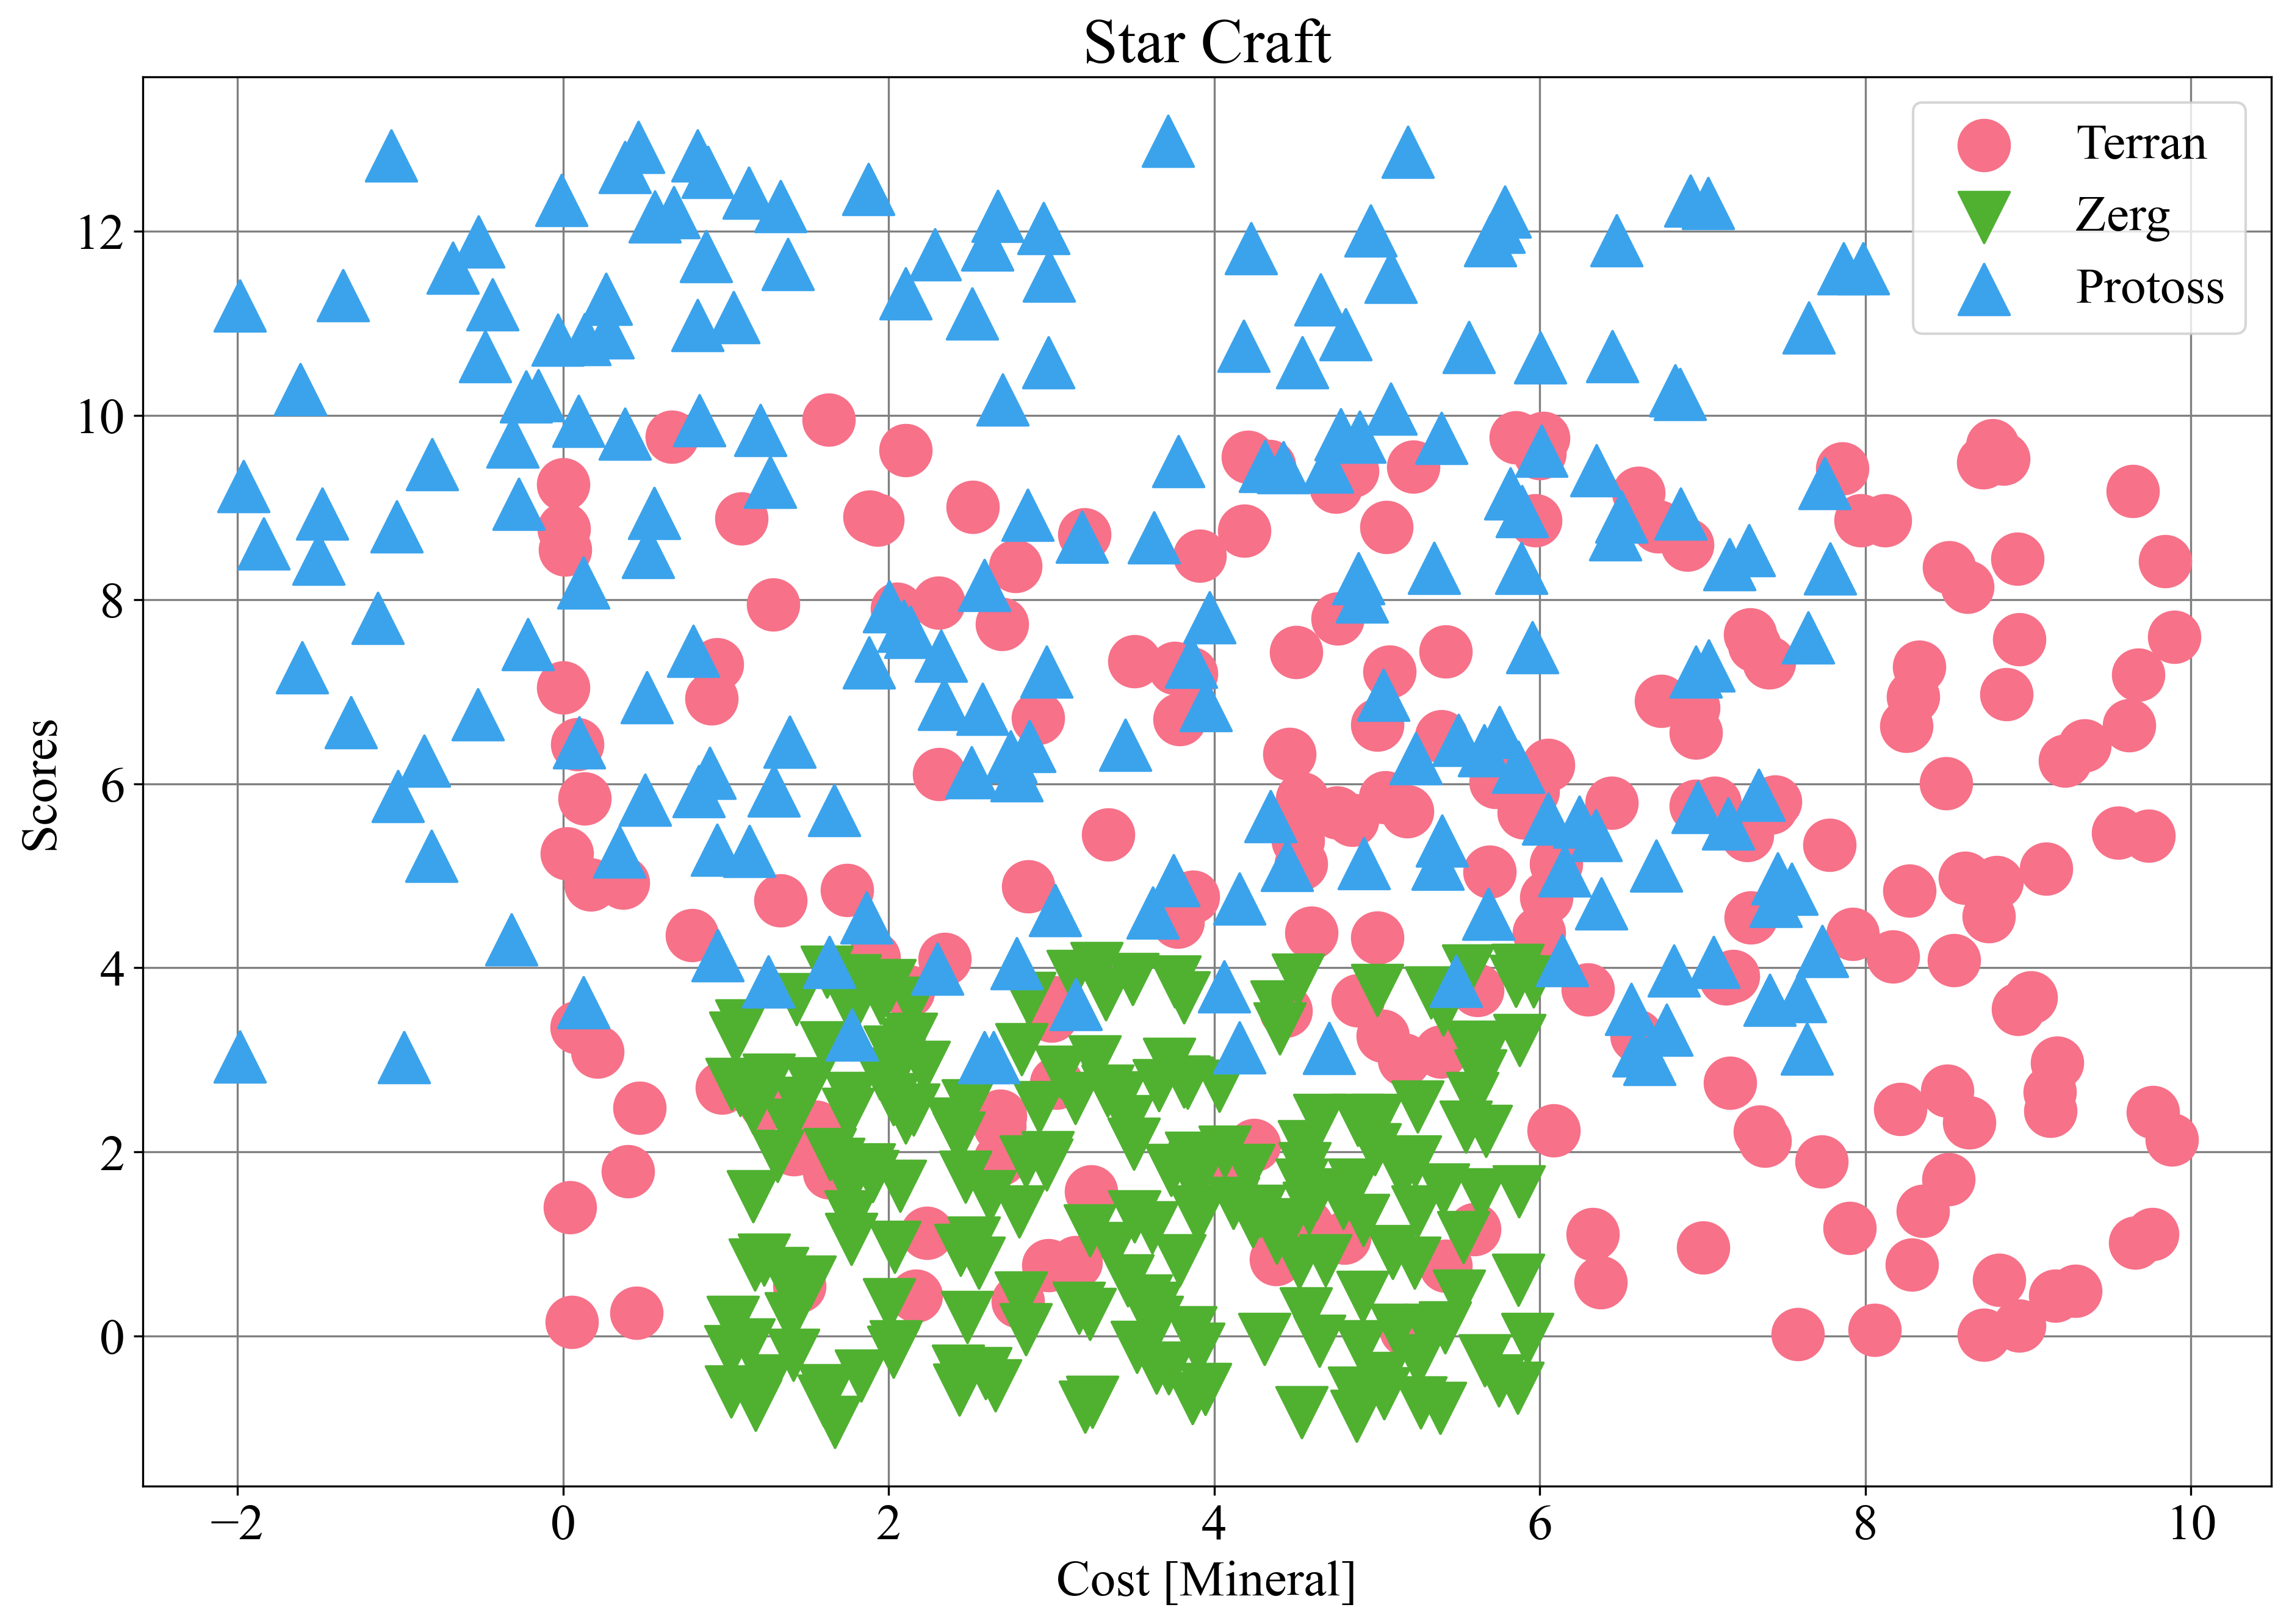 Star Craft
Terran
Zerg
Protoss
12
10
8
6
4
2
0
Scores
−2 0 2 4 6 8 10
Cost [Mineral]